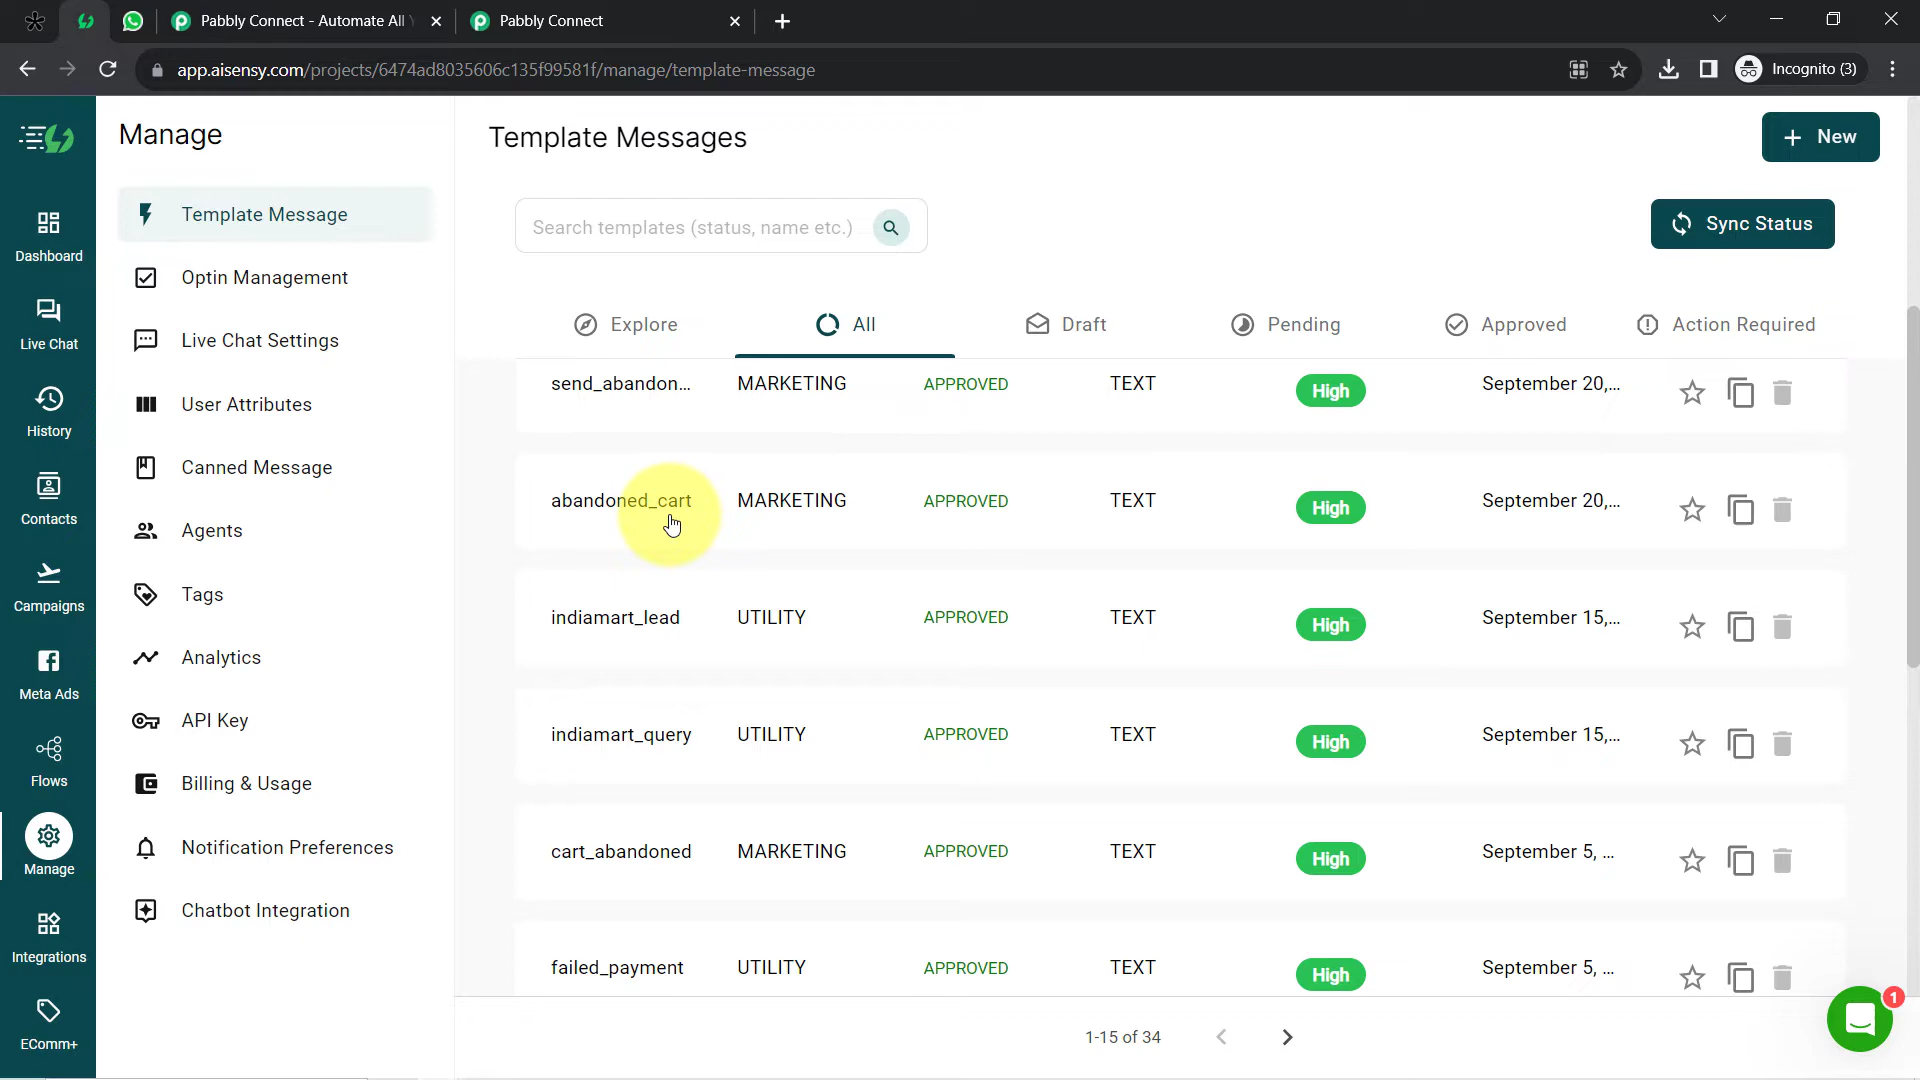 Pabbly Connect - Automate All
Pabbly Connect
app.aisensy.com/projects/6474ad8035606c135f99581f/manage/template-message
Incognito (3)
Manage
Template Messages
New
Template Message
Search templates (status, name etc.)
Sync Status
Dashboard
Optin Management
Explore
All
Draft
Pending
Approved
Action Required
Live Chat
Live Chat Settings
send_abandon... MARKETING APPROVED TEXT High September 20,...
History
User Attributes
Contacts
Canned Message
abandoned_cart MARKETING APPROVED TEXT High September 20,...
Agents
Campaigns
Tags
indiamart_lead UTILITY APPROVED TEXT High September 15,...
Meta Ads
Analytics
API Key
indiamart_query UTILITY APPROVED TEXT High September 15,...
Flows
Billing & Usage
Manage
Notification Preferences
cart_abandoned MARKETING APPROVED TEXT High September 5, ...
Chatbot Integration
Integrations
failed_payment UTILITY APPROVED TEXT High September 5, ...
1
EComm+
1-15 of 34